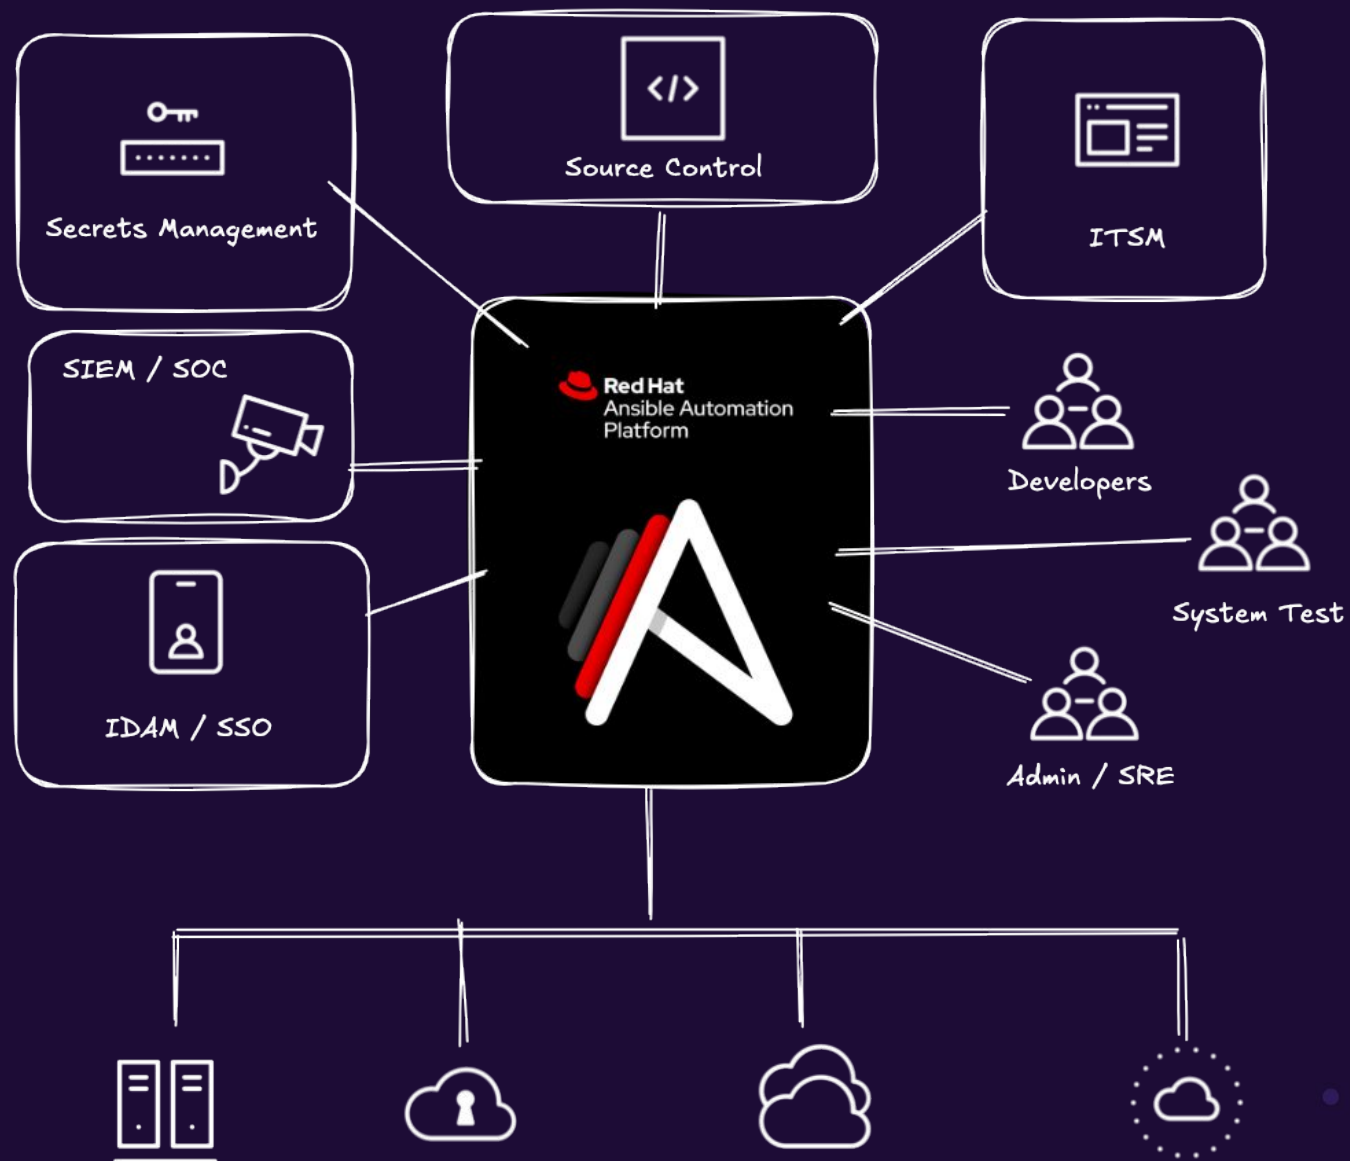 Source Control
Secrets Management
ITSM
SIEM / SOC
Red Hat
Ansible Automation
Platform
Developers
System Test
IDAM / SSO
Admin / SRE